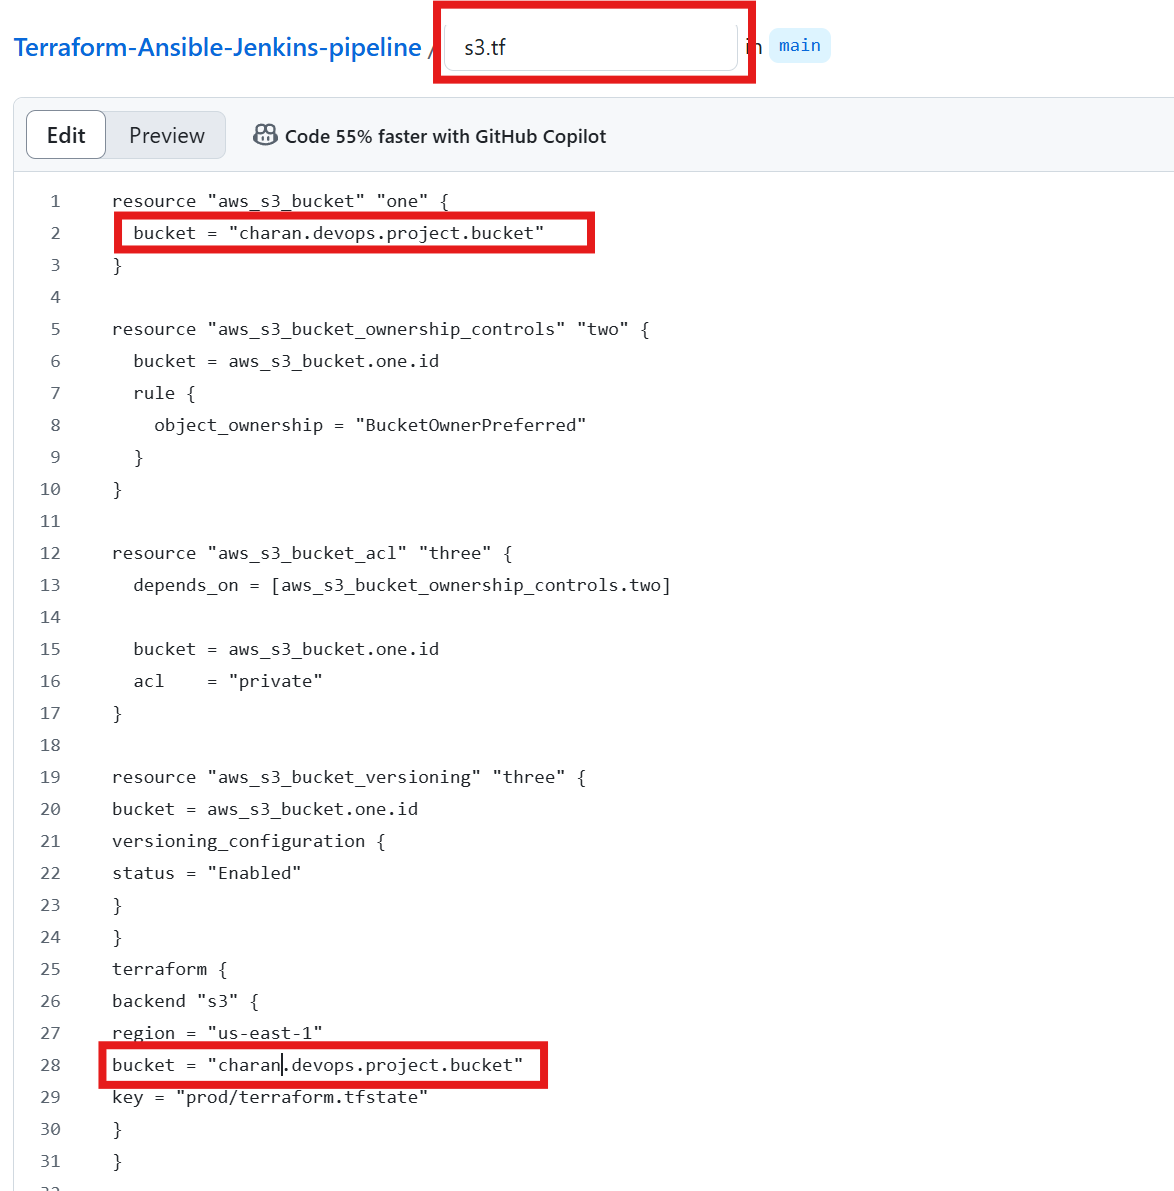 Terraform-Ansible-Jenkins-pipeline / s3.tf in main
Edit Preview Code 55% faster with GitHub Copilot
1 resource "aws_s3_bucket" "one" {
2 bucket = "charan.devops.project.bucket"
3 }
4
5 resource "aws_s3_bucket_ownership_controls" "two" {
6 bucket = aws_s3_bucket.one.id
7 rule {
8 object_ownership = "BucketOwnerPreferred"
9 }
10 }
11
12 resource "aws_s3_bucket_acl" "three" {
13 depends_on = [aws_s3_bucket_ownership_controls.two]
14
15 bucket = aws_s3_bucket.one.id
16 acl    = "private"
17 }
18
19 resource "aws_s3_bucket_versioning" "three" {
20 bucket = aws_s3_bucket.one.id
21 versioning_configuration {
22 status = "Enabled"
23 }
24 }
25 terraform {
26 backend "s3" {
27 region = "us-east-1"
28 bucket = "charan.devops.project.bucket"
29 key = "prod/terraform.tfstate"
30 }
31 }